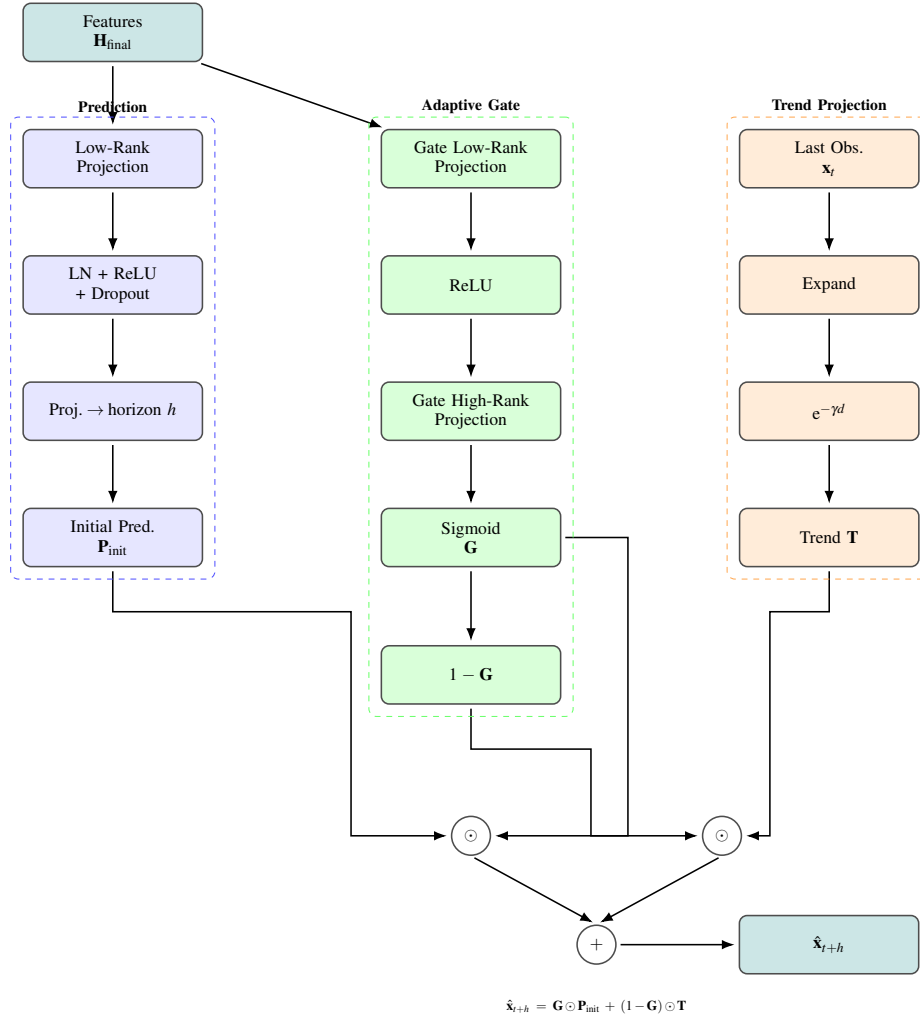 Features
H_final
Prediction
Low-Rank
Projection
LN + ReLU
+ Dropout
Proj. → horizon h
Initial Pred.
P_init
Adaptive Gate
Gate Low-Rank
Projection
ReLU
Gate High-Rank
Projection
Sigmoid
G
1 − G
Trend Projection
Last Obs.
x_t
Expand
e^{−γd}
Trend T
⊙
⊙
+
x̂_{t+h}
x̂_{t+h} = G ⊙ P_init + (1−G) ⊙ T